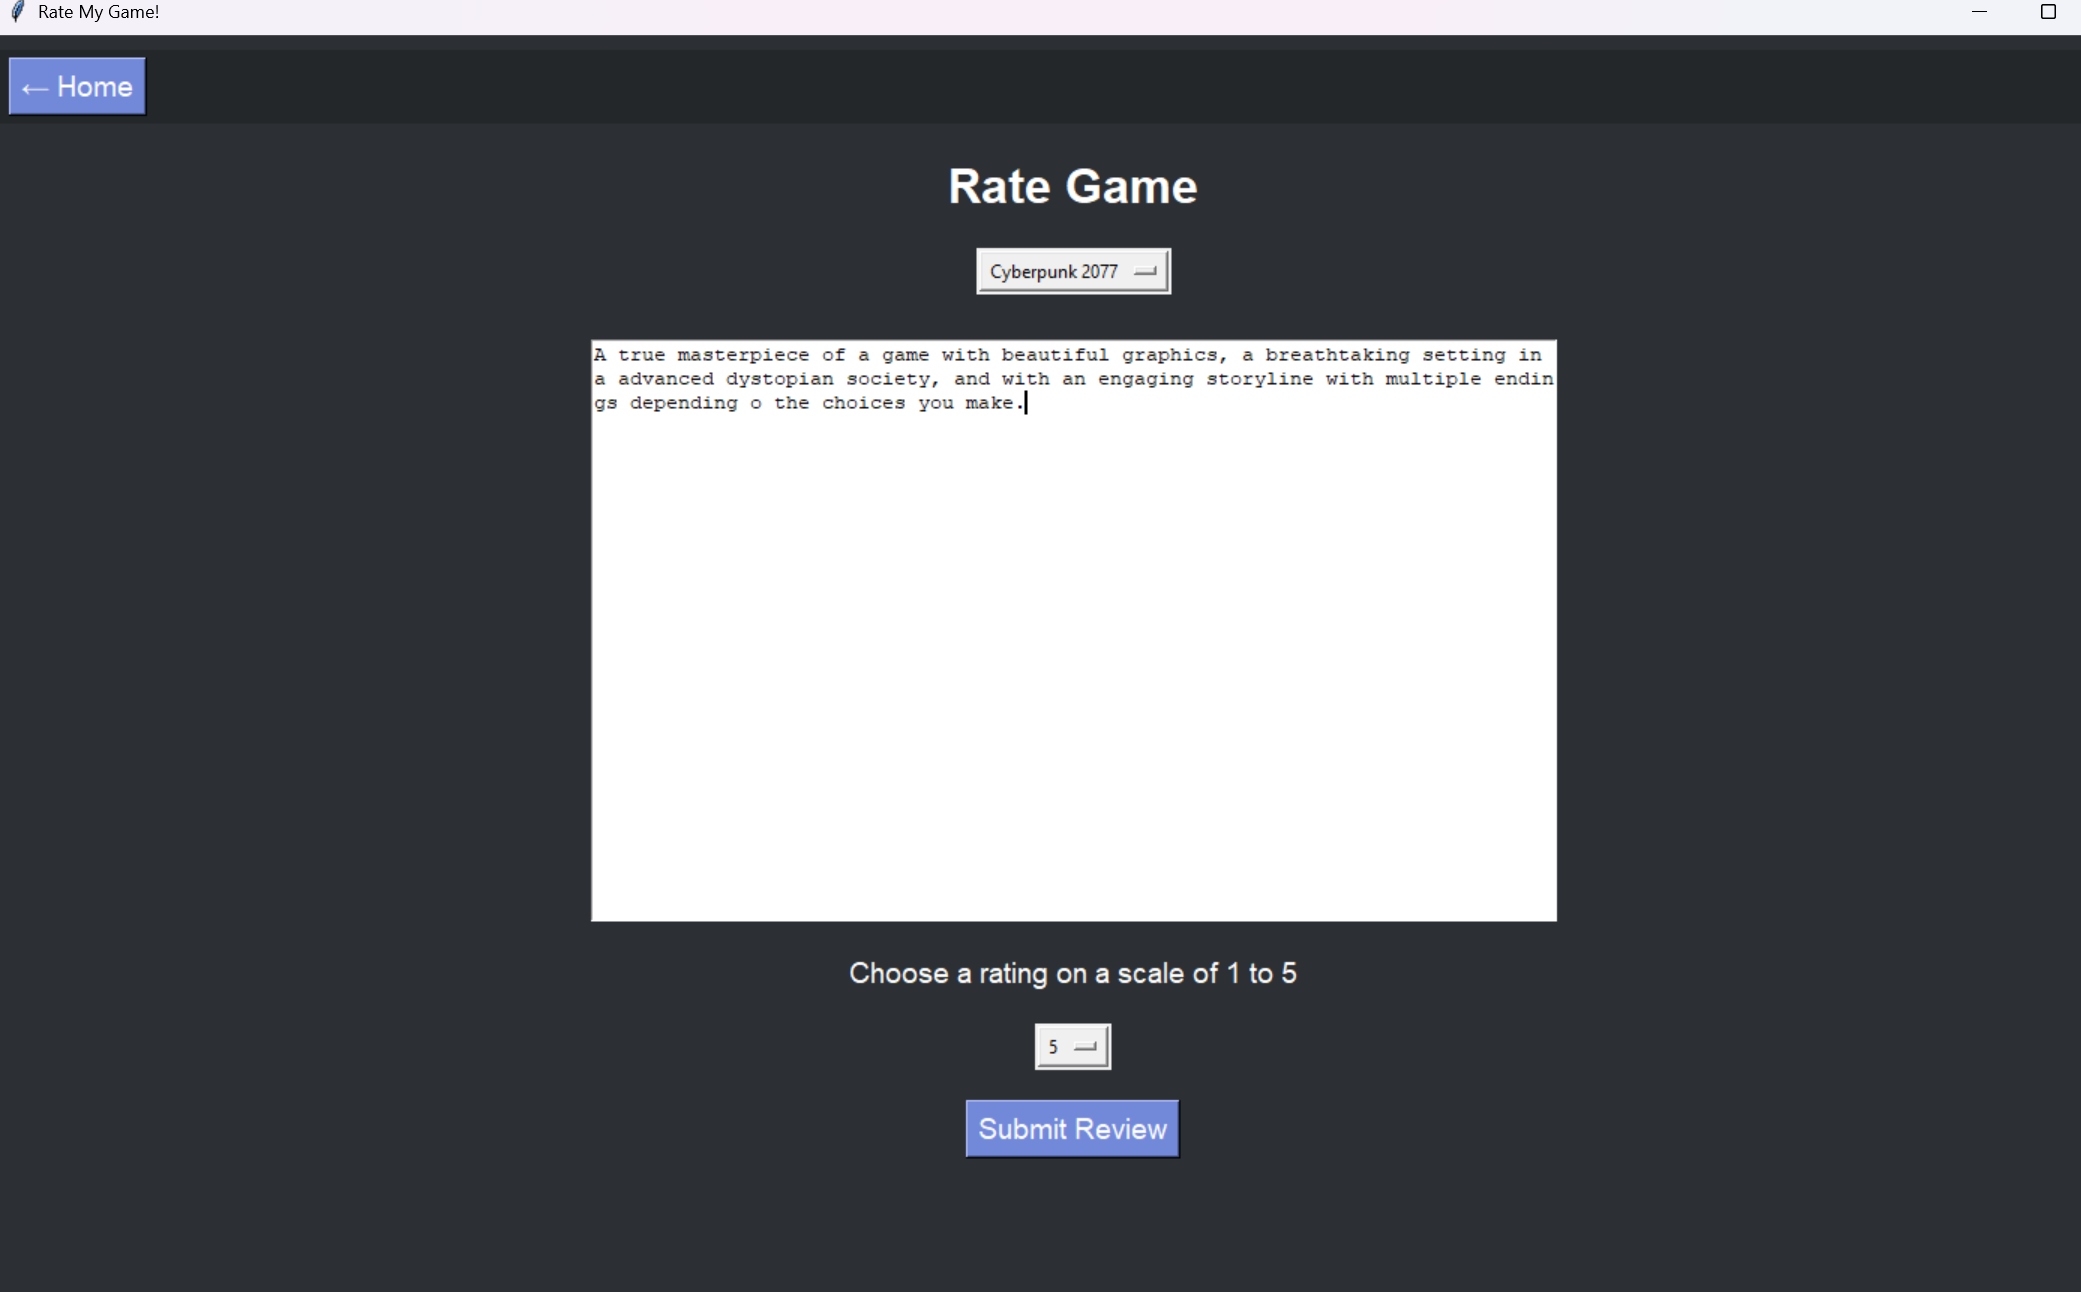 Rate My Game!
← Home
Rate Game
Cyberpunk 2077
A true masterpiece of a game with beautiful graphics, a breathtaking setting in
a advanced dystopian society, and with an engaging storyline with multiple endin
gs depending o the choices you make.
Choose a rating on a scale of 1 to 5
5
Submit Review